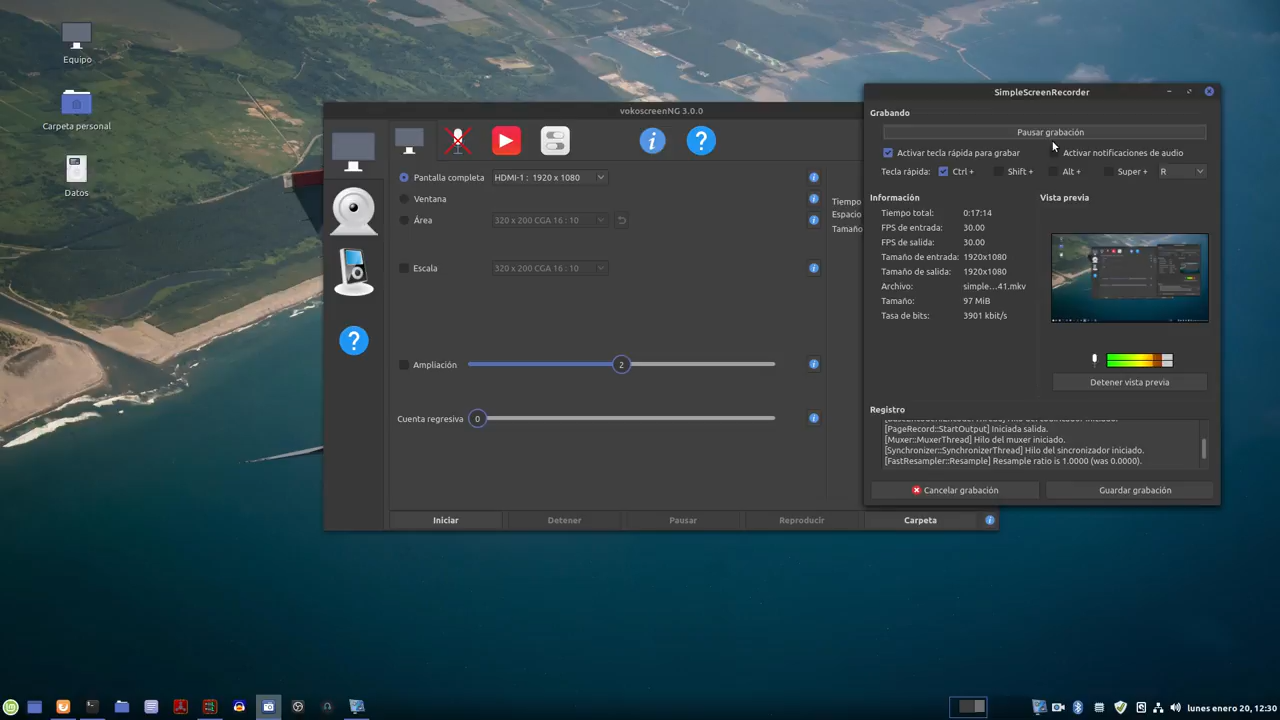 Equipo
Carpeta personal
Datos
vokoscreenNG 3.0.0
Pantalla completa
HDMI-1 : 1920 x 1080
Ventana
Área
320 x 200 CGA 16 : 10
Escala
320 x 200 CGA 16 : 10
Ampliación
2
Cuenta regresiva
0
Tiempo
Espacio
Tamaño
Iniciar
Detener
Pausar
Reproducir
Carpeta
SimpleScreenRecorder
Grabando
Pausar grabación
Activar tecla rápida para grabar
Activar notificaciones de audio
Tecla rápida: Ctrl + Shift + Alt + Super + R
Información
Vista previa
Tiempo total: 0:17:14
FPS de entrada: 30.00
FPS de salida: 30.00
Tamaño de entrada: 1920x1080
Tamaño de salida: 1920x1080
Archivo: simple...41.mkv
Tamaño: 97 MiB
Tasa de bits: 3901 kbit/s
Detener vista previa
Registro
[PageRecord::StartOutput] Iniciada salida.
[Muxer::MuxerThread] Hilo del muxer iniciado.
[Synchronizer::SynchronizerThread] Hilo del sincronizador iniciado.
[FastResampler::Resample] Resample ratio is 1.0000 (was 0.0000).
Cancelar grabación
Guardar grabación
lunes enero 20, 12:30